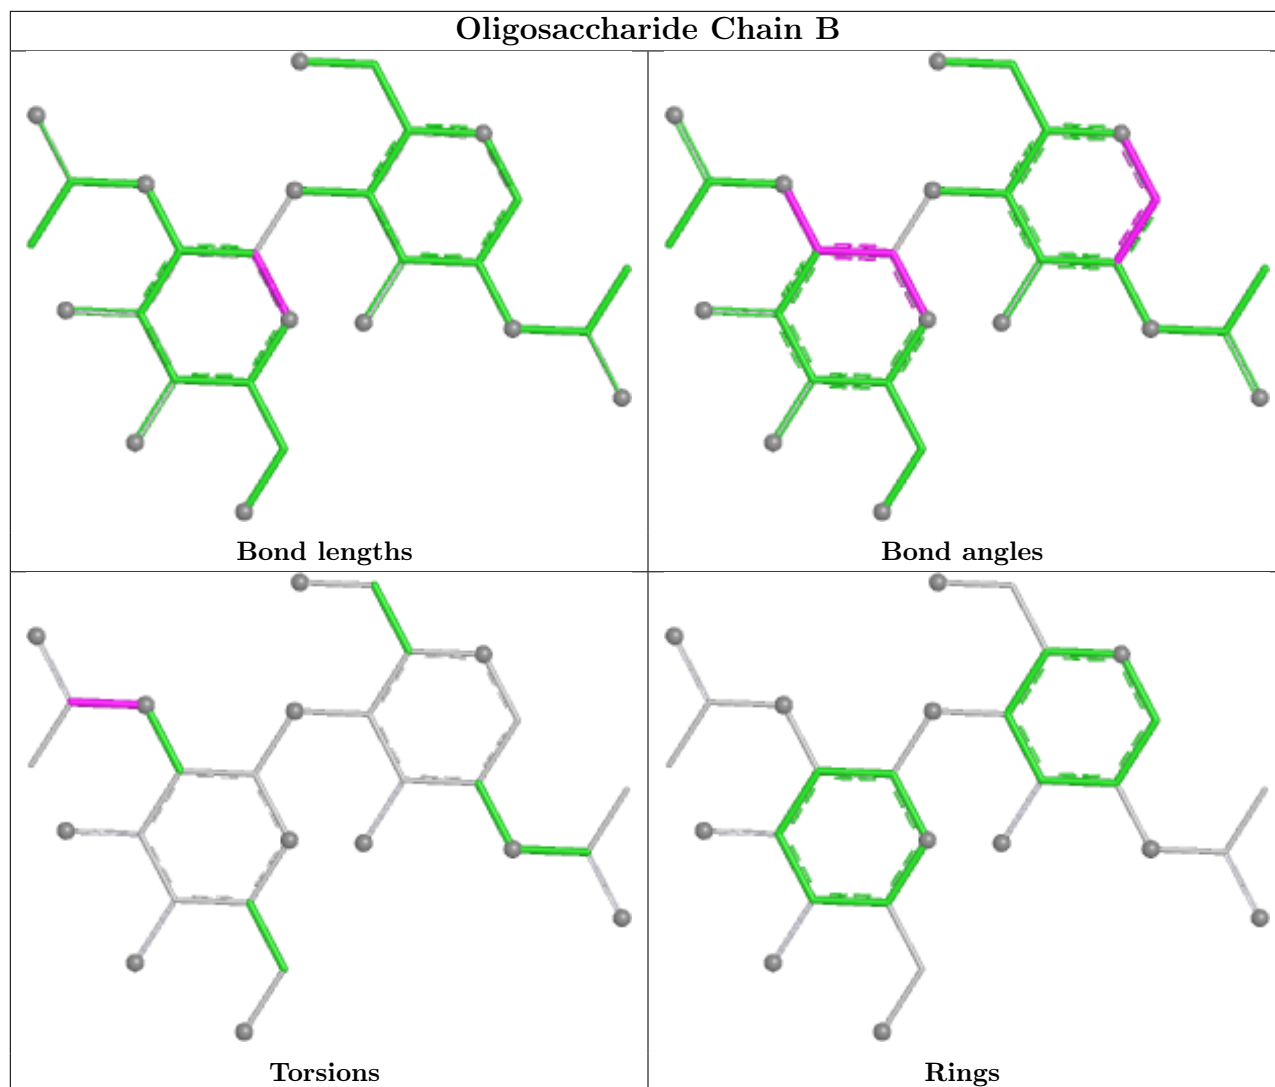 Oligosaccharide Chain B
Bond lengths
Bond angles
Torsions
Rings